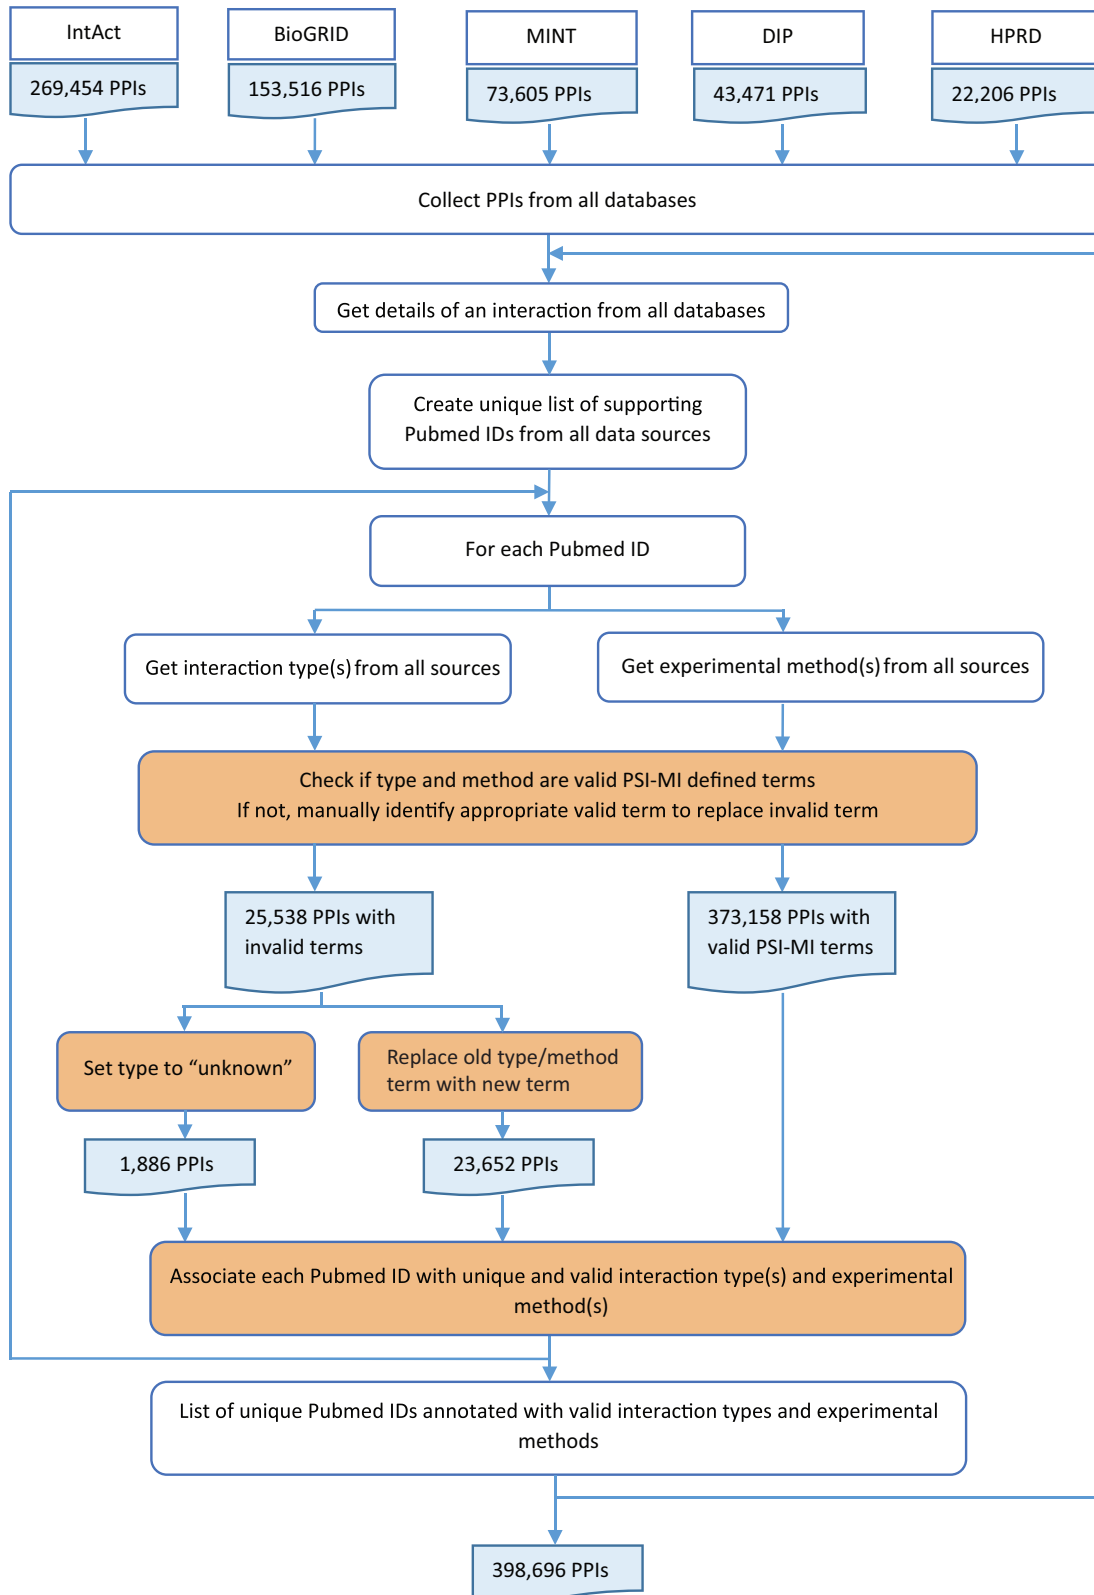 IntAct
BioGRID
MINT
DIP
HPRD
269,454 PPIs
153,516 PPIs
73,605 PPIs
43,471 PPIs
22,206 PPIs
Collect PPIs from all databases
Get details of an interaction from all databases
Create unique list of supporting
Pubmed IDs from all data sources
For each Pubmed ID
Get interaction type(s) from all sources
Get experimental method(s) from all sources
Check if type and method are valid PSI-MI defined terms
If not, manually identify appropriate valid term to replace invalid term
25,538 PPIs with
invalid terms
373,158 PPIs with
valid PSI-MI terms
Set type to “unknown”
Replace old type/method
term with new term
1,886 PPIs
23,652 PPIs
Associate each Pubmed ID with unique and valid interaction type(s) and experimental
method(s)
List of unique Pubmed IDs annotated with valid interaction types and experimental
methods
398,696 PPIs